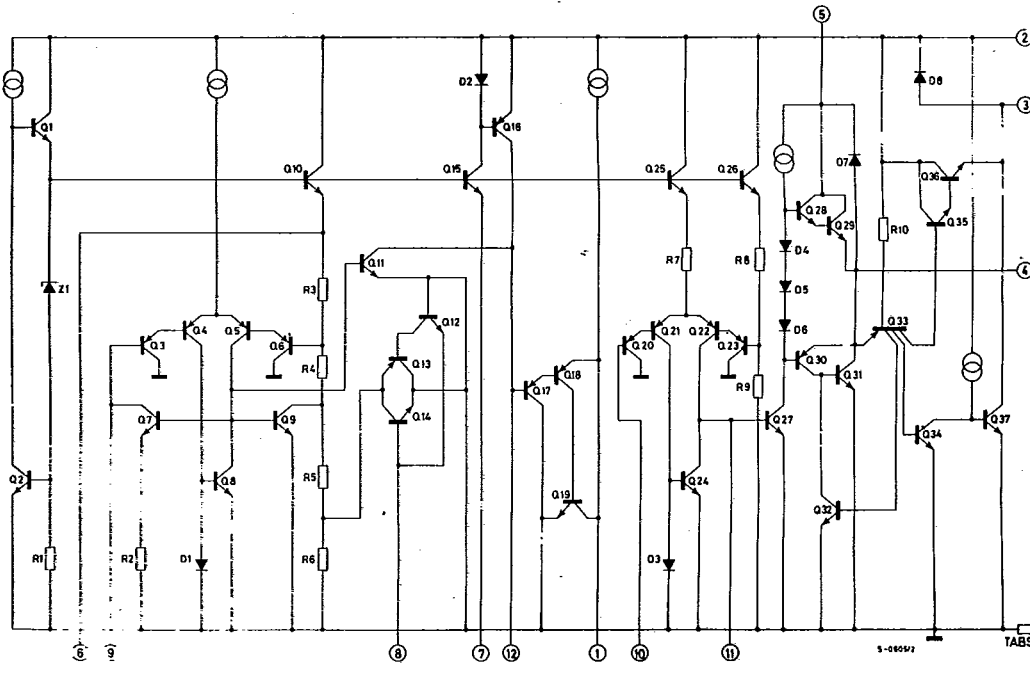 5
2
D2
D8
3
Q1
Q16
D7
Q10
Q15
Q25
Q26
Q36
Q28
Q29
Q35
R10
Q11
R7
R8
D4
4
Z1
R3
D5
Q12
Q4
Q5
D6
Q33
Q3
Q6
Q21
Q22
Q20
Q23
Q30
R4
Q13
Q18
Q31
Q17
R9
Q7
Q9
Q14
Q27
Q37
Q34
Q2
Q8
R5
Q24
Q19
Q32
R1
R2
D1
R6
D3
6
9
8
7
12
1
10
11
S-0605/2
TABS